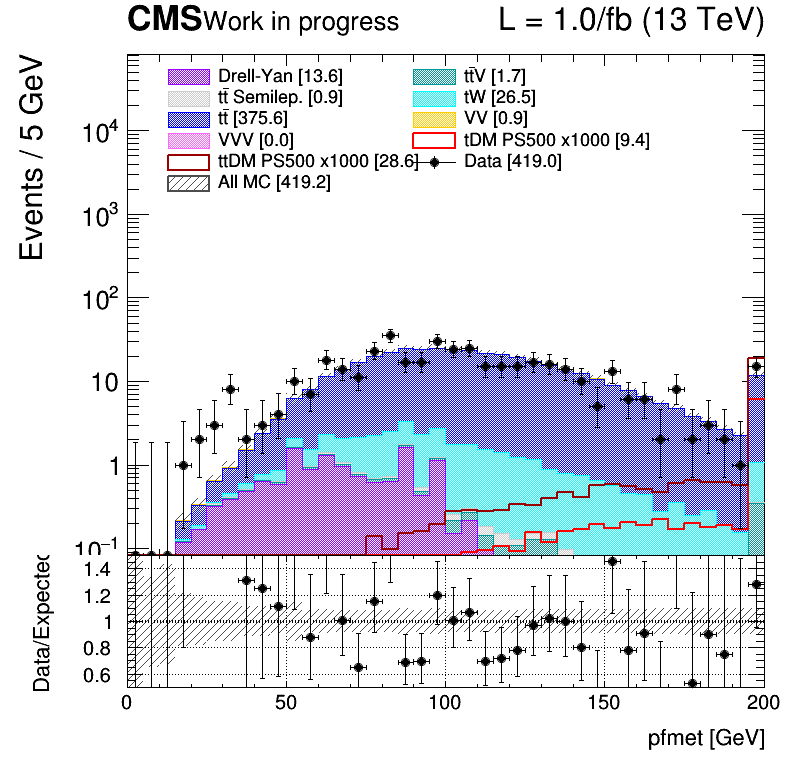 CMS Work in progress L = 1.0/fb (13 TeV)
Events / 5 GeV
Drell-Yan [13.6] tt̄V [1.7]
tt̄ Semilep. [0.9] tW [26.5]
tt̄ [375.6] VV [0.9]
VVV [0.0] tDM PS500 x1000 [9.4]
ttDM PS500 x1000 [28.6] Data [419.0]
All MC [419.2]
10⁴
10³
10²
10
1
10⁻¹
Data/Expected
1.4
1.2
1
0.8
0.6
0 50 100 150 200
pfmet [GeV]